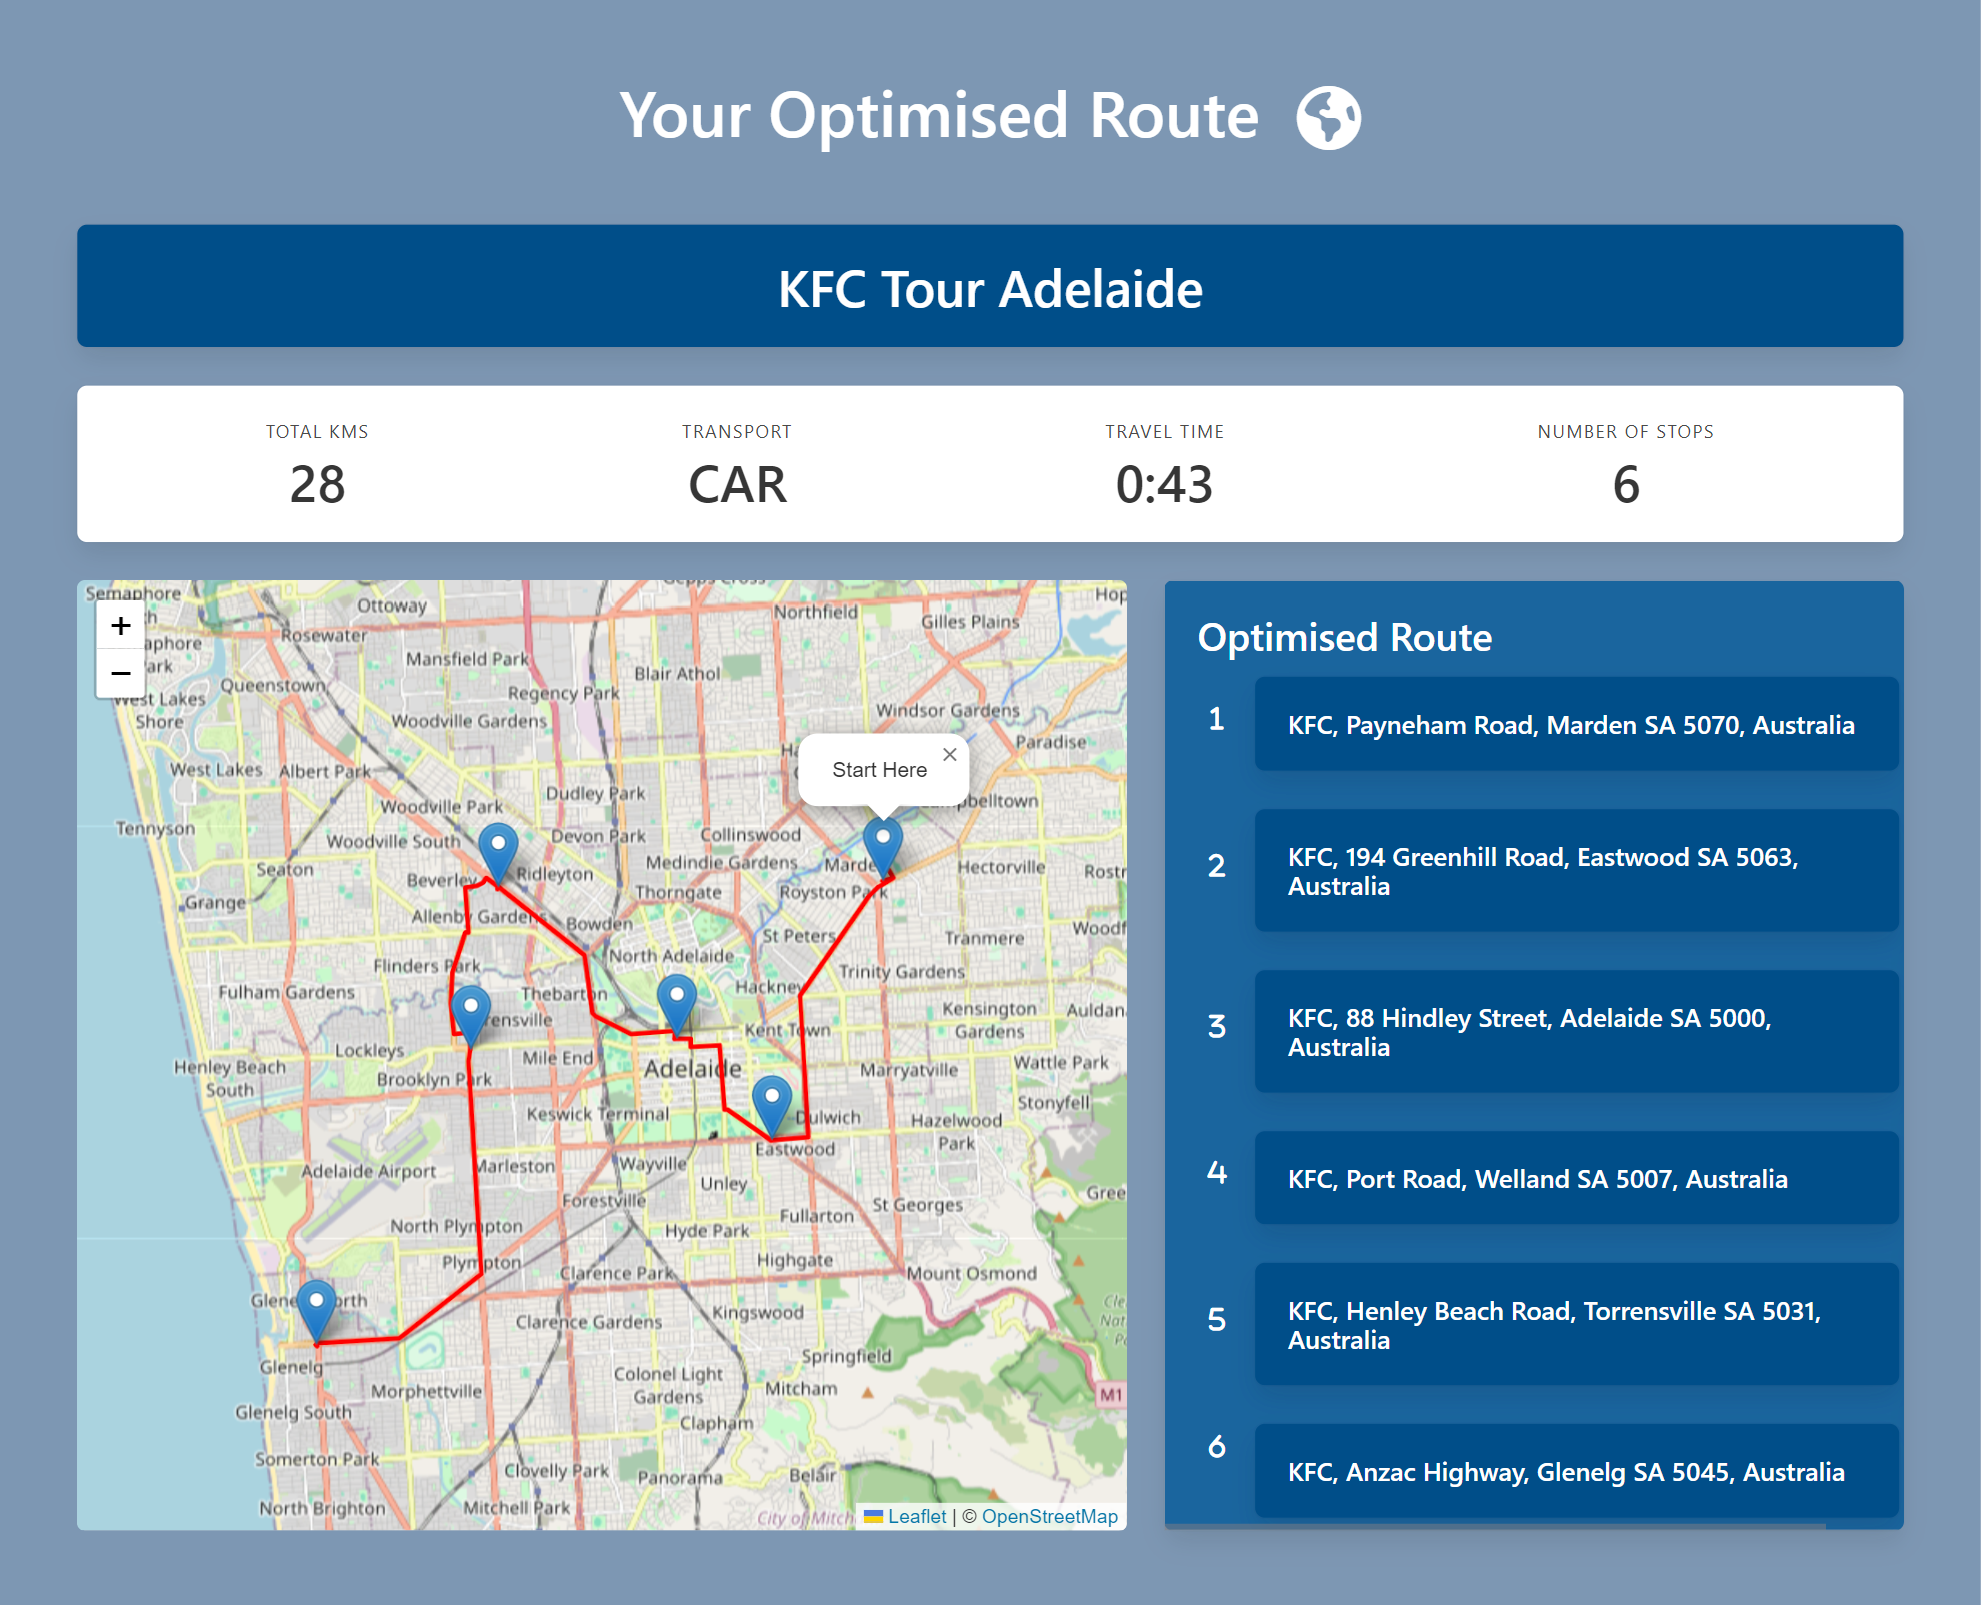 Your Optimised Route
KFC Tour Adelaide
TOTAL KMS
28
TRANSPORT
CAR
TRAVEL TIME
0:43
NUMBER OF STOPS
6
+
−
Start Here
×
Semaphore
Ottoway
Rosewater
Northfield
Gilles Plains
Mansfield Park
Blair Athol
Queenstown
Regency Park
West Lakes
Shore
Woodville Gardens
Windsor Gardens
Paradise
West Lakes
Albert Park
Dudley Park
Woodville Park
Tennyson
Woodville South
Devon Park
Collinswood
Seaton
Beverley
Ridleyton
Medindie Gardens
Hectorville
Thorngate
Royston Park
Grange
Allenby Gardens
Bowden
St Peters
Tranmere
North Adelaide
Flinders Park
Trinity Gardens
Fulham Gardens
Thebarton
Hackney
Kensington
Gardens
Kent Town
Lockleys
Mile End
Adelaide
Marryatville
Wattle Park
Henley Beach
South
Brooklyn Park
Keswick Terminal
Dulwich
Hazelwood
Park
Stonyfell
Eastwood
Adelaide Airport
Marleston
Wayville
Unley
Forestville
St Georges
Fullarton
North Plympton
Hyde Park
Plympton
Highgate
Clarence Park
Mount Osmond
Kingswood
Clarence Gardens
Glenelg
Springfield
Colonel Light
Gardens
Mitcham
Morphettville
M1
Glenelg South
Clapham
Somerton Park
Clovelly Park
Panorama
Belair
North Brighton
Mitchell Park
Leaflet | © OpenStreetMap
Optimised Route
1
KFC, Payneham Road, Marden SA 5070, Australia
2
KFC, 194 Greenhill Road, Eastwood SA 5063,
Australia
3
KFC, 88 Hindley Street, Adelaide SA 5000,
Australia
4
KFC, Port Road, Welland SA 5007, Australia
5
KFC, Henley Beach Road, Torrensville SA 5031,
Australia
6
KFC, Anzac Highway, Glenelg SA 5045, Australia